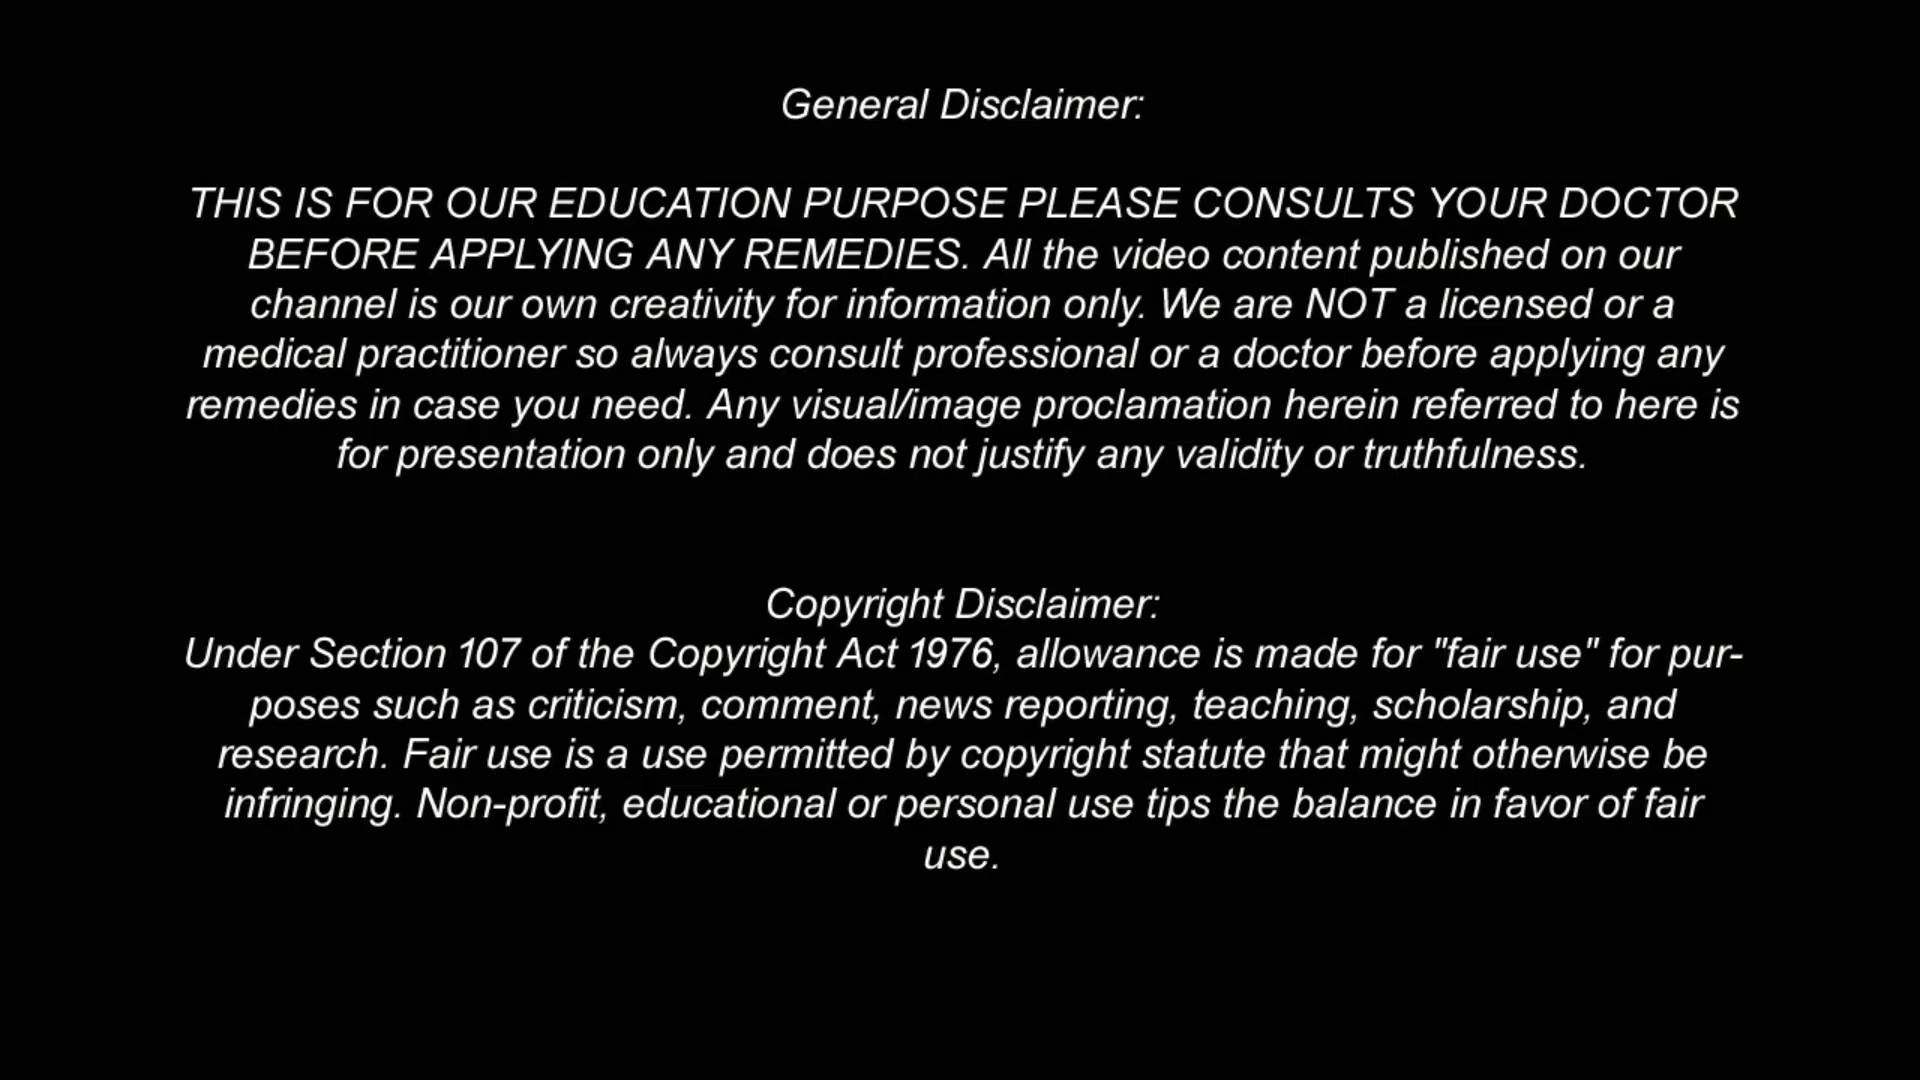 General Disclaimer:
THIS IS FOR OUR EDUCATION PURPOSE PLEASE CONSULTS YOUR DOCTOR
BEFORE APPLYING ANY REMEDIES. All the video content published on our
channel is our own creativity for information only. We are NOT a licensed or a
medical practitioner so always consult professional or a doctor before applying any
remedies in case you need. Any visual/image proclamation herein referred to here is
for presentation only and does not justify any validity or truthfulness.
Copyright Disclaimer:
Under Section 107 of the Copyright Act 1976, allowance is made for "fair use" for pur-
poses such as criticism, comment, news reporting, teaching, scholarship, and
research. Fair use is a use permitted by copyright statute that might otherwise be
infringing. Non-profit, educational or personal use tips the balance in favor of fair
use.